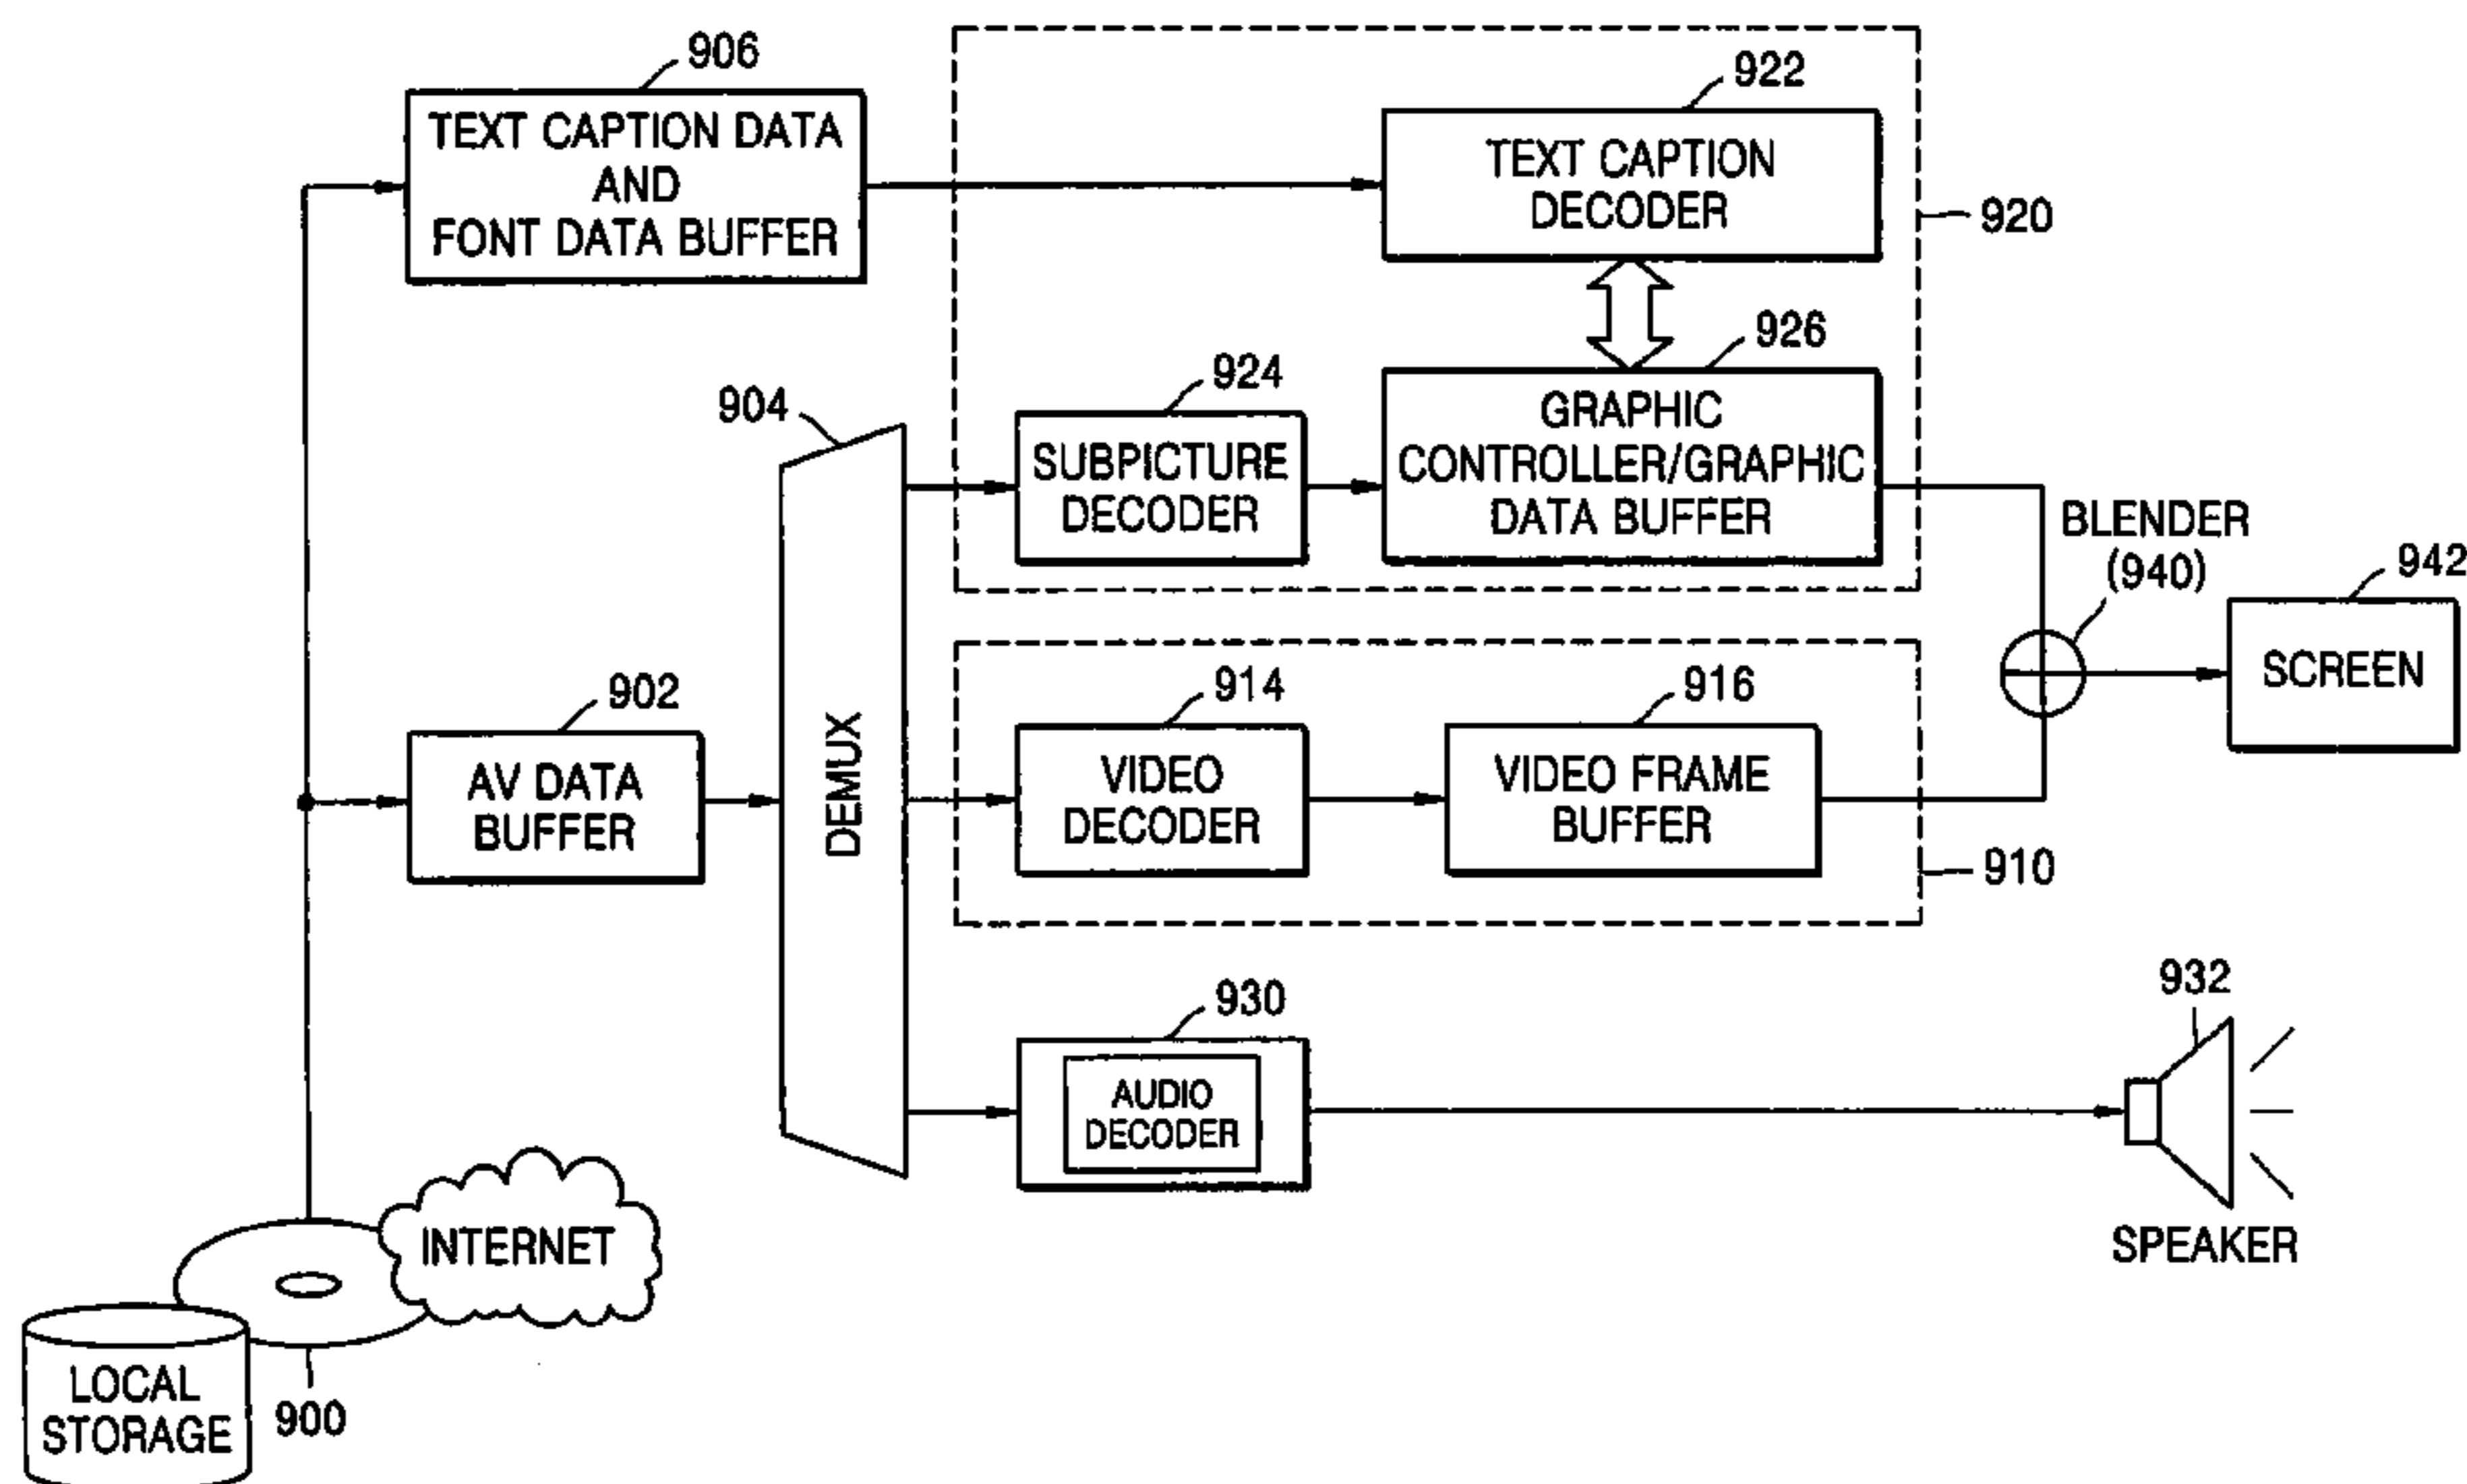 906
TEXT CAPTION DATA
AND
FONT DATA BUFFER
922
TEXT CAPTION
DECODER
920
926
GRAPHIC
CONTROLLER/GRAPHIC
DATA BUFFER
924
SUBPICTURE
DECODER
904
DEMUX
BLENDER
(940)
942
SCREEN
902
AV DATA
BUFFER
914
VIDEO
DECODER
916
VIDEO FRAME
BUFFER
910
930
AUDIO
DECODER
932
SPEAKER
INTERNET
LOCAL
STORAGE
900